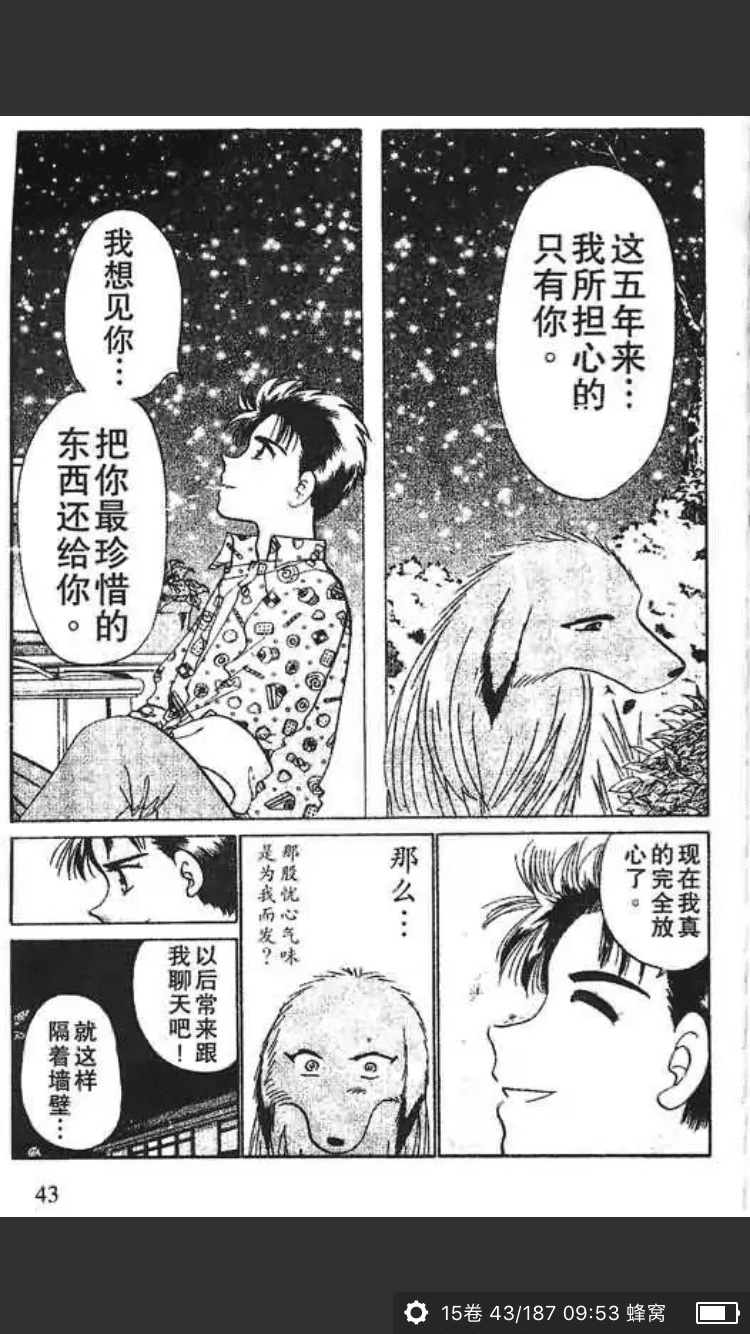 这五年来…
我所担心的
只有你。
我想见你…
把你最珍惜的
东西还给你。
现在我真
的完全放
心了。
那么…
那股忧心气味
是为我而发?
以后常来跟
我聊天吧!
就这样
隔着墙壁…
43
15卷 43/187 09:53 蜂窝